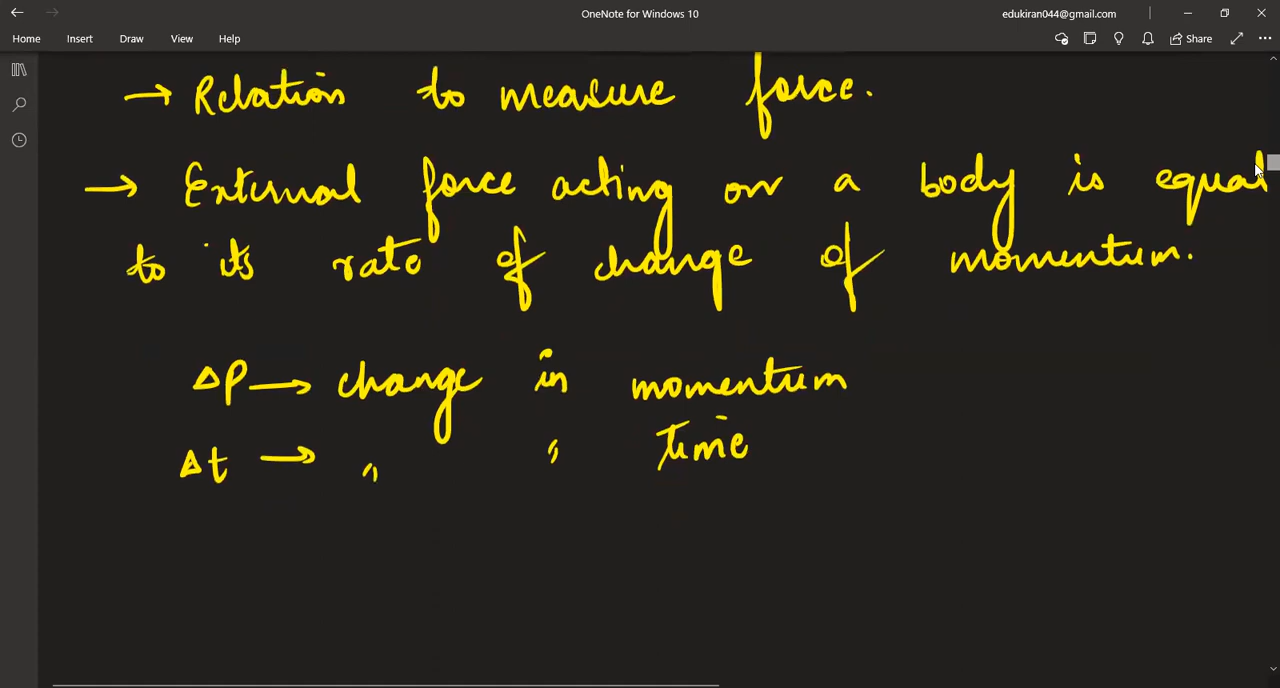 OneNote for Windows 10
edukiran044@gmail.com
Home Insert Draw View Help
Share
→ Relation to measure force.
→ External force acting on a body is equal
to its rate of change of momentum.
ΔP → change in momentum
Δt → " " time